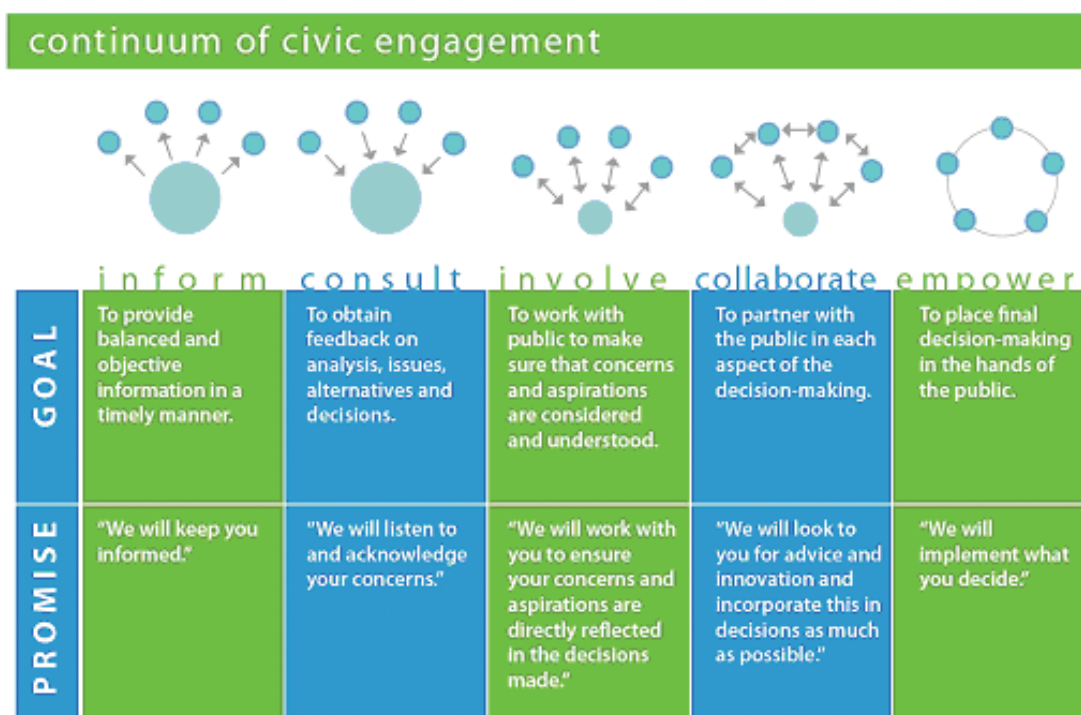 continuum of civic engagement
inform
consult
involve
collaborate
empower
GOAL
To provide
balanced and
objective
information in a
timely manner.
To obtain
feedback on
analysis, issues,
alternatives and
decisions.
To work with
public to make
sure that concerns
and aspirations
are considered
and understood.
To partner with
the public in each
aspect of the
decision-making.
To place final
decision-making
in the hands of
the public.
PROMISE
"We will keep you
informed."
"We will listen to
and acknowledge
your concerns."
"We will work with
you to ensure
your concerns and
aspirations are
directly reflected
in the decisions
made."
"We will look to
you for advice and
innovation and
incorporate this in
decisions as much
as possible."
"We will
implement what
you decide."